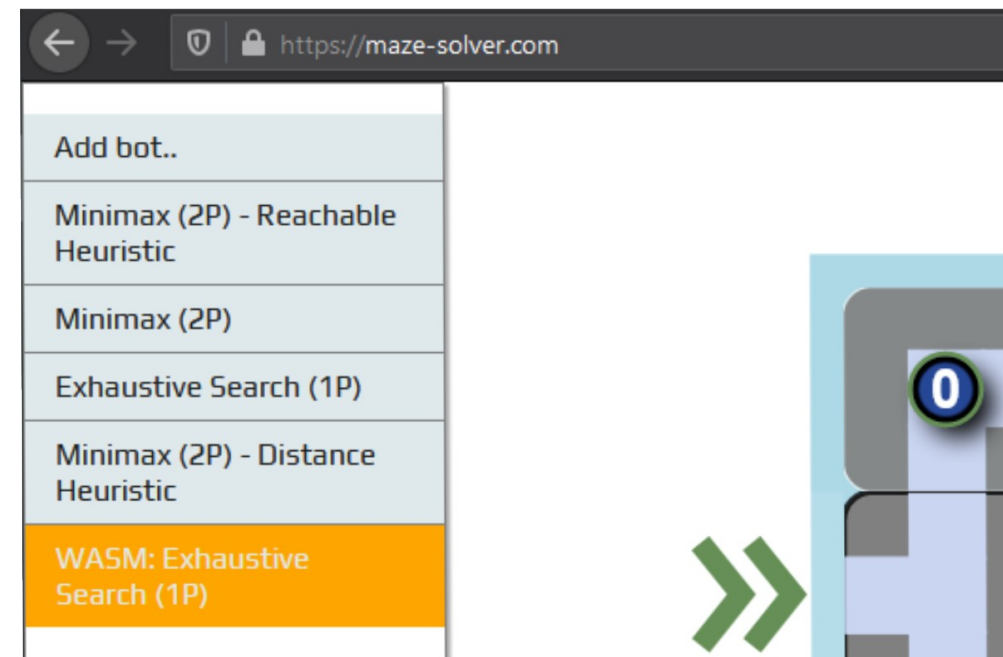 https://maze-solver.com
Add bot..
Minimax (2P) - Reachable
Heuristic
Minimax (2P)
Exhaustive Search (1P)
Minimax (2P) - Distance
Heuristic
WASM: Exhaustive
Search (1P)
0